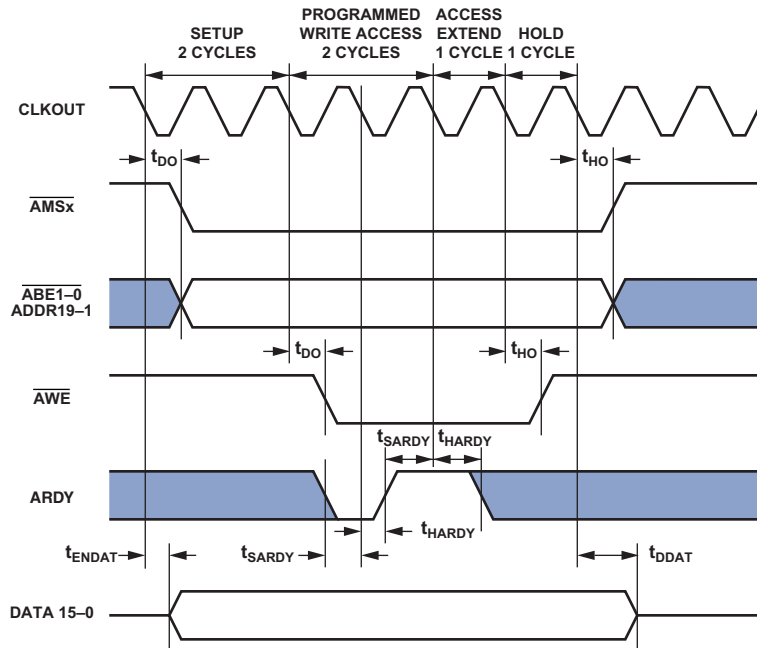 SETUP
2 CYCLES
PROGRAMMED
WRITE ACCESS
2 CYCLES
ACCESS
EXTEND
1 CYCLE
HOLD
1 CYCLE
CLKOUT
tDO
tHO
AMSx
ABE1–0
ADDR19–1
tDO
tHO
AWE
tSARDY
tHARDY
ARDY
tHARDY
tENDAT
tSARDY
tDDAT
DATA 15–0